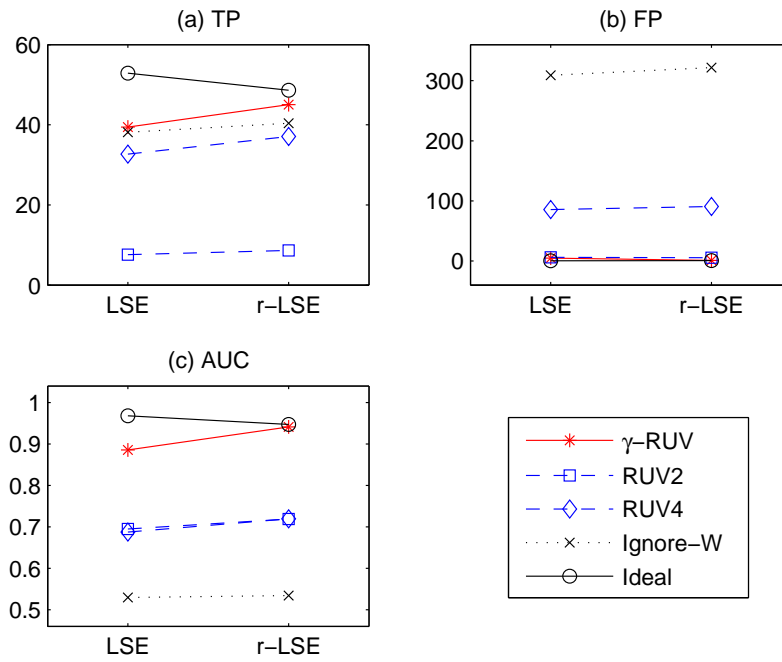 (a) TP
60
40
20
0
LSE
r−LSE
(b) FP
300
200
100
0
LSE
r−LSE
(c) AUC
1
0.9
0.8
0.7
0.6
0.5
LSE
r−LSE
γ−RUV
RUV2
RUV4
Ignore−W
Ideal